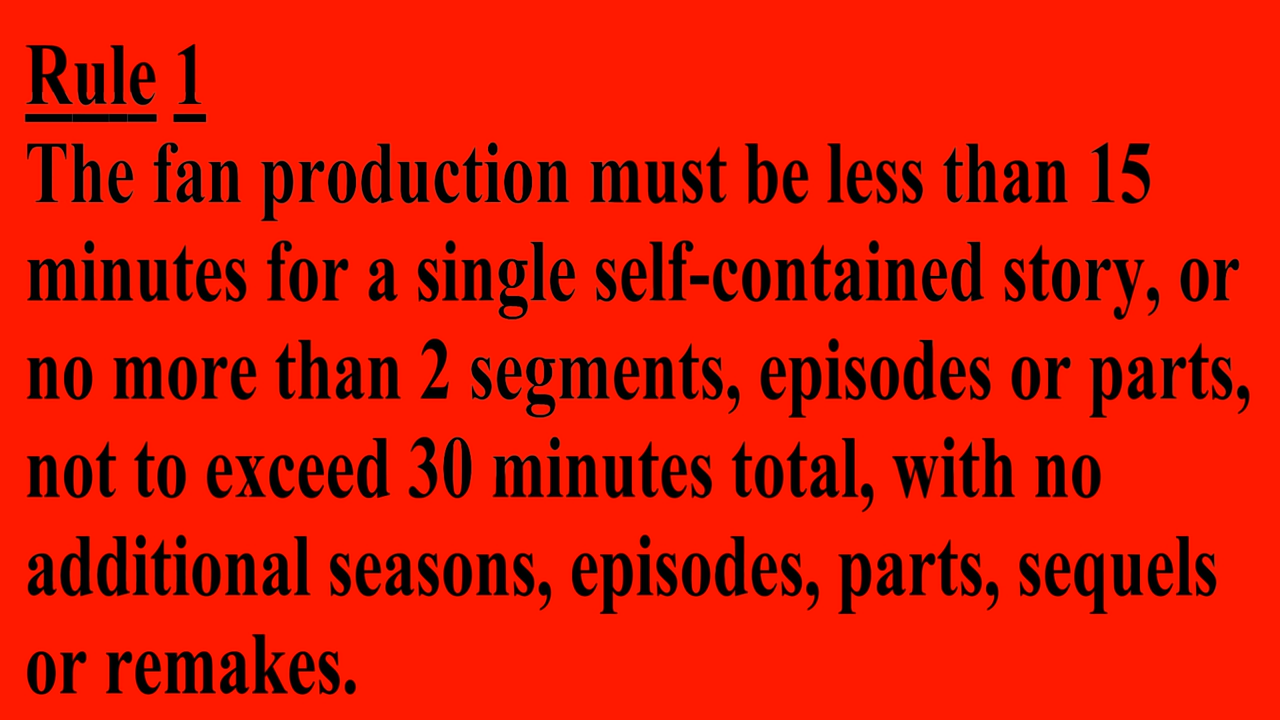 Rule 1
The fan production must be less than 15
minutes for a single self-contained story, or
no more than 2 segments, episodes or parts,
not to exceed 30 minutes total, with no
additional seasons, episodes, parts, sequels
or remakes.